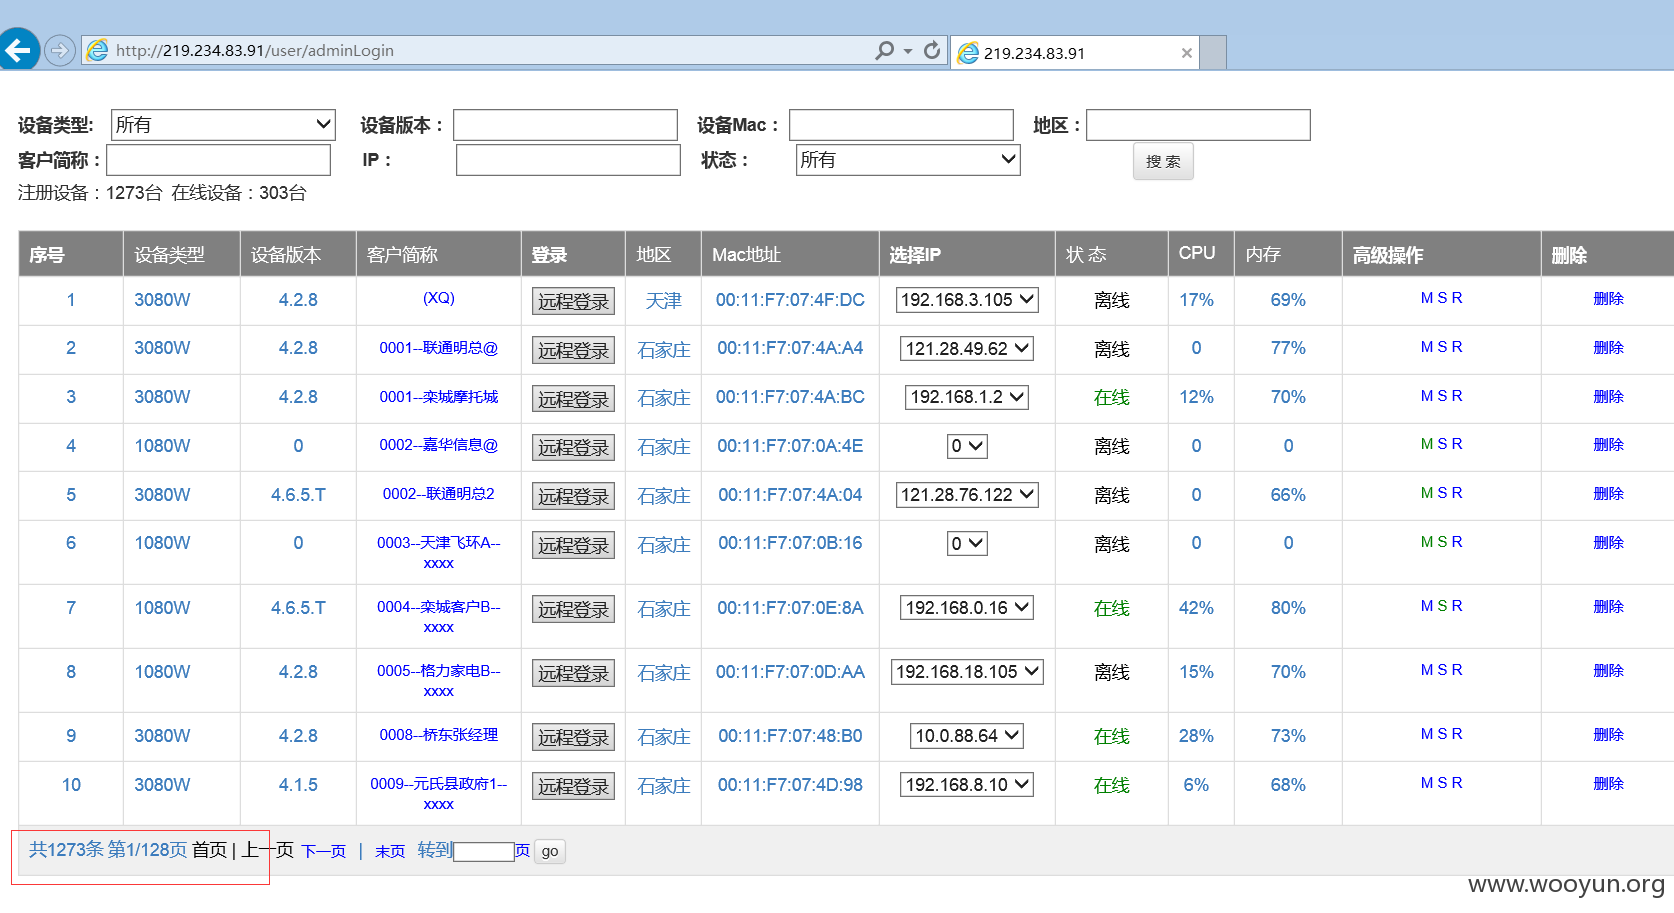 http://219.234.83.91/user/adminLogin
219.234.83.91
设备类型: 所有 设备版本： 设备Mac： 地区：
客户简称： IP： 状态： 所有 搜 索
注册设备：1273台 在线设备：303台
序号 设备类型 设备版本 客户简称 登录 地区 Mac地址 选择IP 状 态 CPU 内存 高级操作 删除
1 3080W 4.2.8 (XQ) 远程登录 天津 00:11:F7:07:4F:DC 192.168.3.105 离线 17% 69% M S R 删除
2 3080W 4.2.8 0001--联通明总@ 远程登录 石家庄 00:11:F7:07:4A:A4 121.28.49.62 离线 0 77% M S R 删除
3 3080W 4.2.8 0001--栾城摩托城 远程登录 石家庄 00:11:F7:07:4A:BC 192.168.1.2 在线 12% 70% M S R 删除
4 1080W 0 0002--嘉华信息@ 远程登录 石家庄 00:11:F7:07:0A:4E 0 离线 0 0 M S R 删除
5 3080W 4.6.5.T 0002--联通明总2 远程登录 石家庄 00:11:F7:07:4A:04 121.28.76.122 离线 0 66% M S R 删除
6 1080W 0 0003--天津飞环A-- 远程登录 石家庄 00:11:F7:07:0B:16 0 离线 0 0 M S R 删除
xxxx
7 1080W 4.6.5.T 0004--栾城客户B-- 远程登录 石家庄 00:11:F7:07:0E:8A 192.168.0.16 在线 42% 80% M S R 删除
xxxx
8 1080W 4.2.8 0005--格力家电B-- 远程登录 石家庄 00:11:F7:07:0D:AA 192.168.18.105 离线 15% 70% M S R 删除
xxxx
9 3080W 4.2.8 0008--桥东张经理 远程登录 石家庄 00:11:F7:07:48:B0 10.0.88.64 在线 28% 73% M S R 删除
10 3080W 4.1.5 0009--元氏县政府1-- 远程登录 石家庄 00:11:F7:07:4D:98 192.168.8.10 在线 6% 68% M S R 删除
xxxx
共1273条 第1/128页 首页 | 上一页 下一页 | 末页 转到 页 go
www.wooyun.org